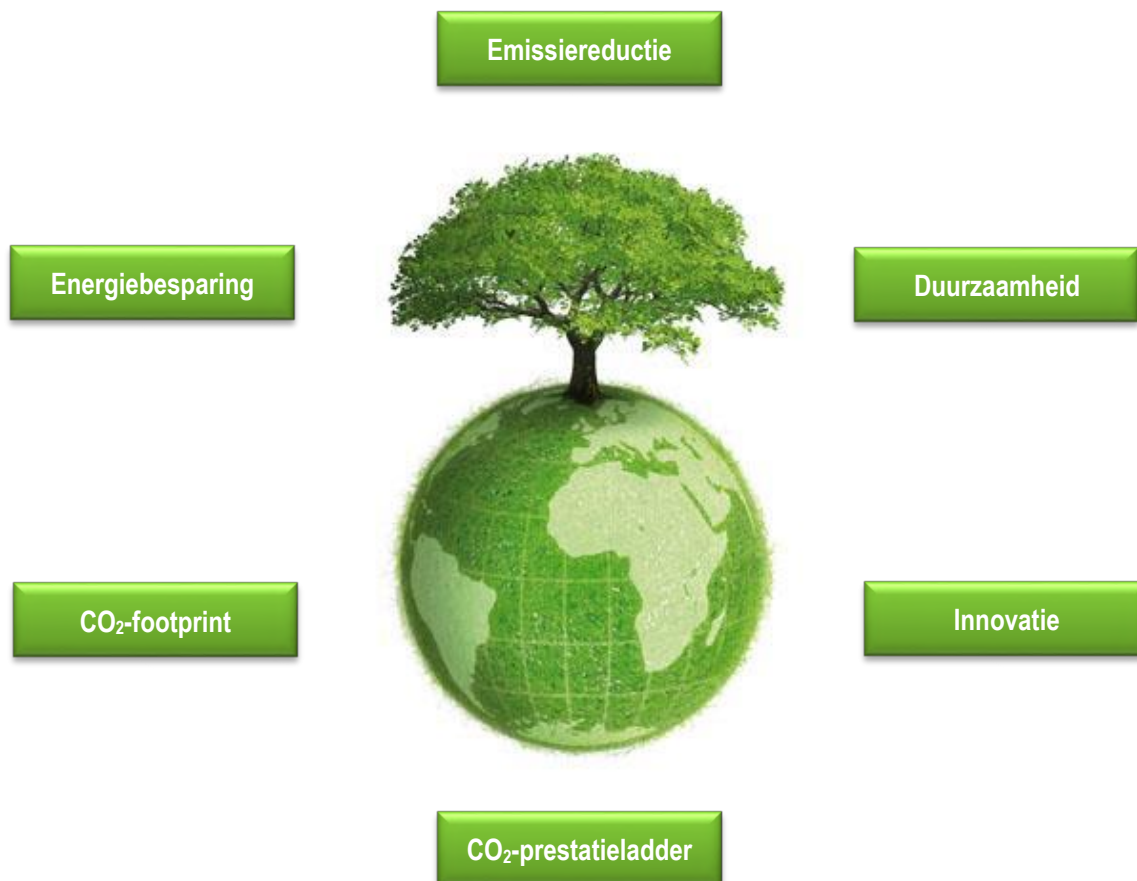 Emissiereductie
Energiebesparing
Duurzaamheid
CO₂-footprint
Innovatie
CO₂-prestatieladder